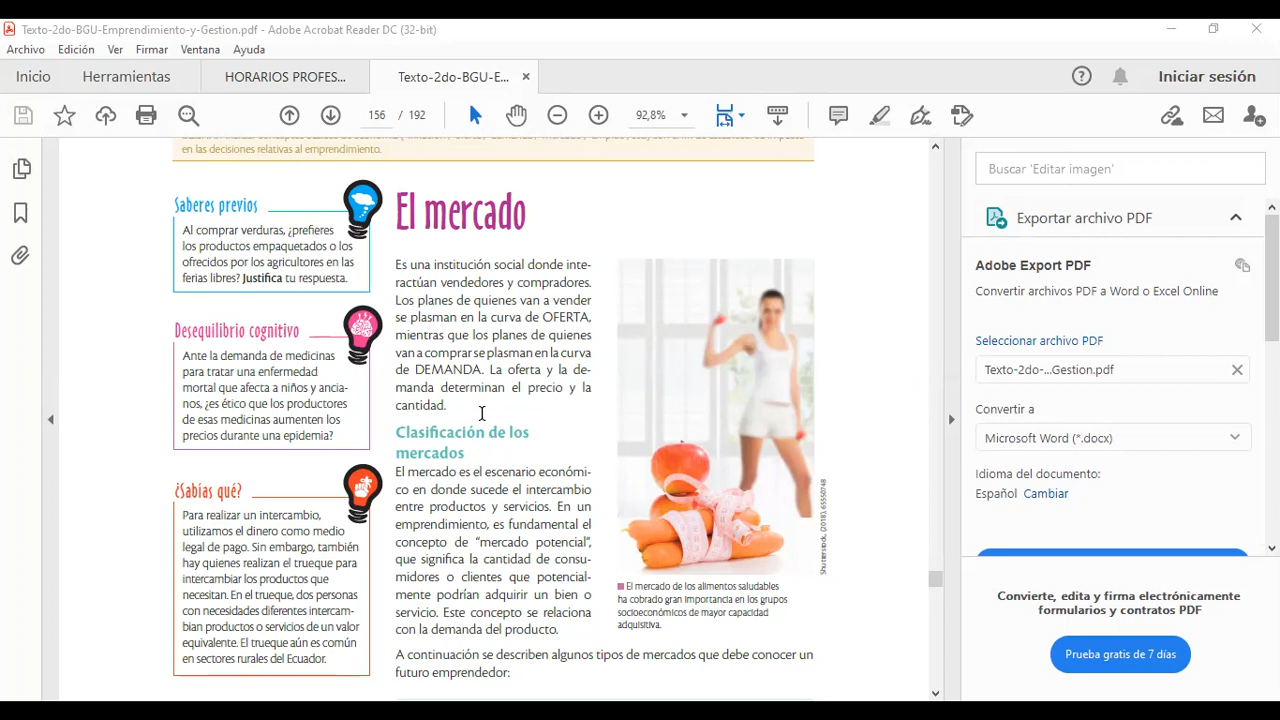 Texto-2do-BGU-Emprendimiento-y-Gestion.pdf - Adobe Acrobat Reader DC (32-bit)
Archivo Edición Ver Firmar Ventana Ayuda
Inicio Herramientas HORARIOS PROFES... Texto-2do-BGU-E... ×
Iniciar sesión
156 / 192
92,8%
en las decisiones relativas al emprendimiento.
Saberes previos
Al comprar verduras, ¿prefieres
los productos empaquetados o los
ofrecidos por los agricultores en las
ferias libres? Justifica tu respuesta.
Desequilibrio cognitivo
Ante la demanda de medicinas
para tratar una enfermedad
mortal que afecta a niños y ancia-
nos, ¿es ético que los productores
de esas medicinas aumenten los
precios durante una epidemia?
¿Sabías qué?
Para realizar un intercambio,
utilizamos el dinero como medio
legal de pago. Sin embargo, también
hay quienes realizan el trueque para
intercambiar los productos que
necesitan. En el trueque, dos personas
con necesidades diferentes intercam-
bian productos o servicios de un valor
equivalente. El trueque aún es común
en sectores rurales del Ecuador.
El mercado
Es una institución social donde inte-
ractúan vendedores y compradores.
Los planes de quienes van a vender
se plasman en la curva de OFERTA,
mientras que los planes de quienes
van a comprar se plasman en la curva
de DEMANDA. La oferta y la de-
manda determinan el precio y la
cantidad.
Clasificación de los
mercados
El mercado es el escenario económi-
co en donde sucede el intercambio
entre productos y servicios. En un
emprendimiento, es fundamental el
concepto de “mercado potencial”,
que significa la cantidad de consu-
midores o clientes que potencial-
mente podrían adquirir un bien o
servicio. Este concepto se relaciona
con la demanda del producto.
A continuación se describen algunos tipos de mercados que debe conocer un
futuro emprendedor:
Shutterstock, (2018), 65550748
El mercado de los alimentos saludables
ha cobrado gran importancia en los grupos
socioeconómicos de mayor capacidad
adquisitiva.
Buscar 'Editar imagen'
Exportar archivo PDF
Adobe Export PDF
Convertir archivos PDF a Word o Excel Online
Seleccionar archivo PDF
Texto-2do-...Gestion.pdf
Convertir a
Microsoft Word (*.docx)
Idioma del documento:
Español Cambiar
Convierte, edita y firma electrónicamente
formularios y contratos PDF
Prueba gratis de 7 días